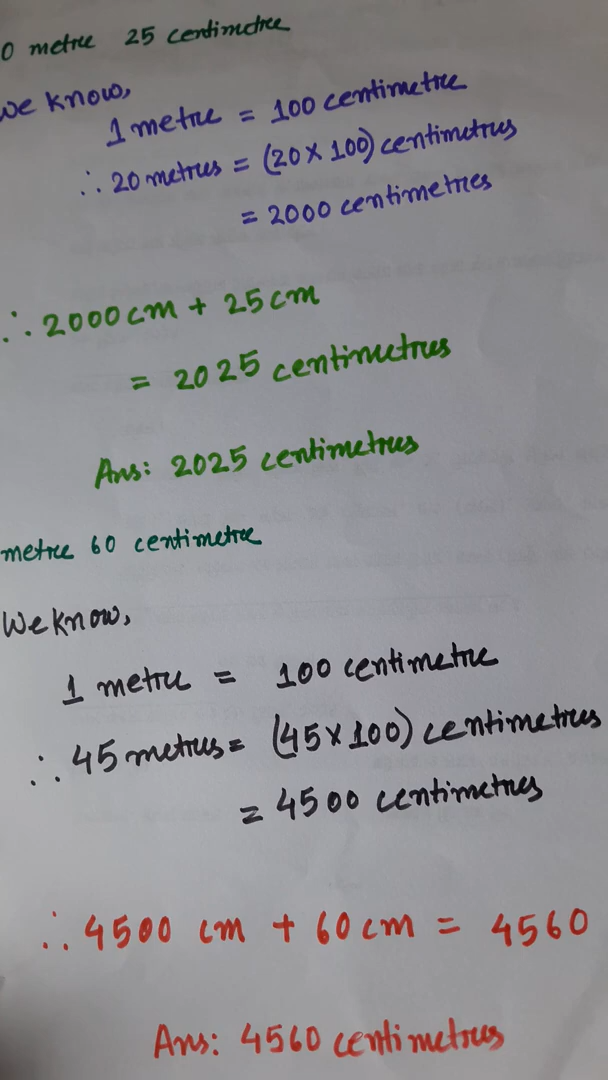 0 metre 25 centimetre
we know,
1 metre = 100 centimetre
∴ 20 metres = (20 × 100) centimetres
= 2000 centimetres
∴ 2000 cm + 25 cm
= 2025 centimetres
Ans: 2025 centimetres
metre 60 centimetre
We know,
1 metre = 100 centimetre
∴ 45 metres = (45 × 100) centimetres
= 4500 centimetres
∴ 4500 cm + 60 cm = 4560
Ans: 4560 centimetres